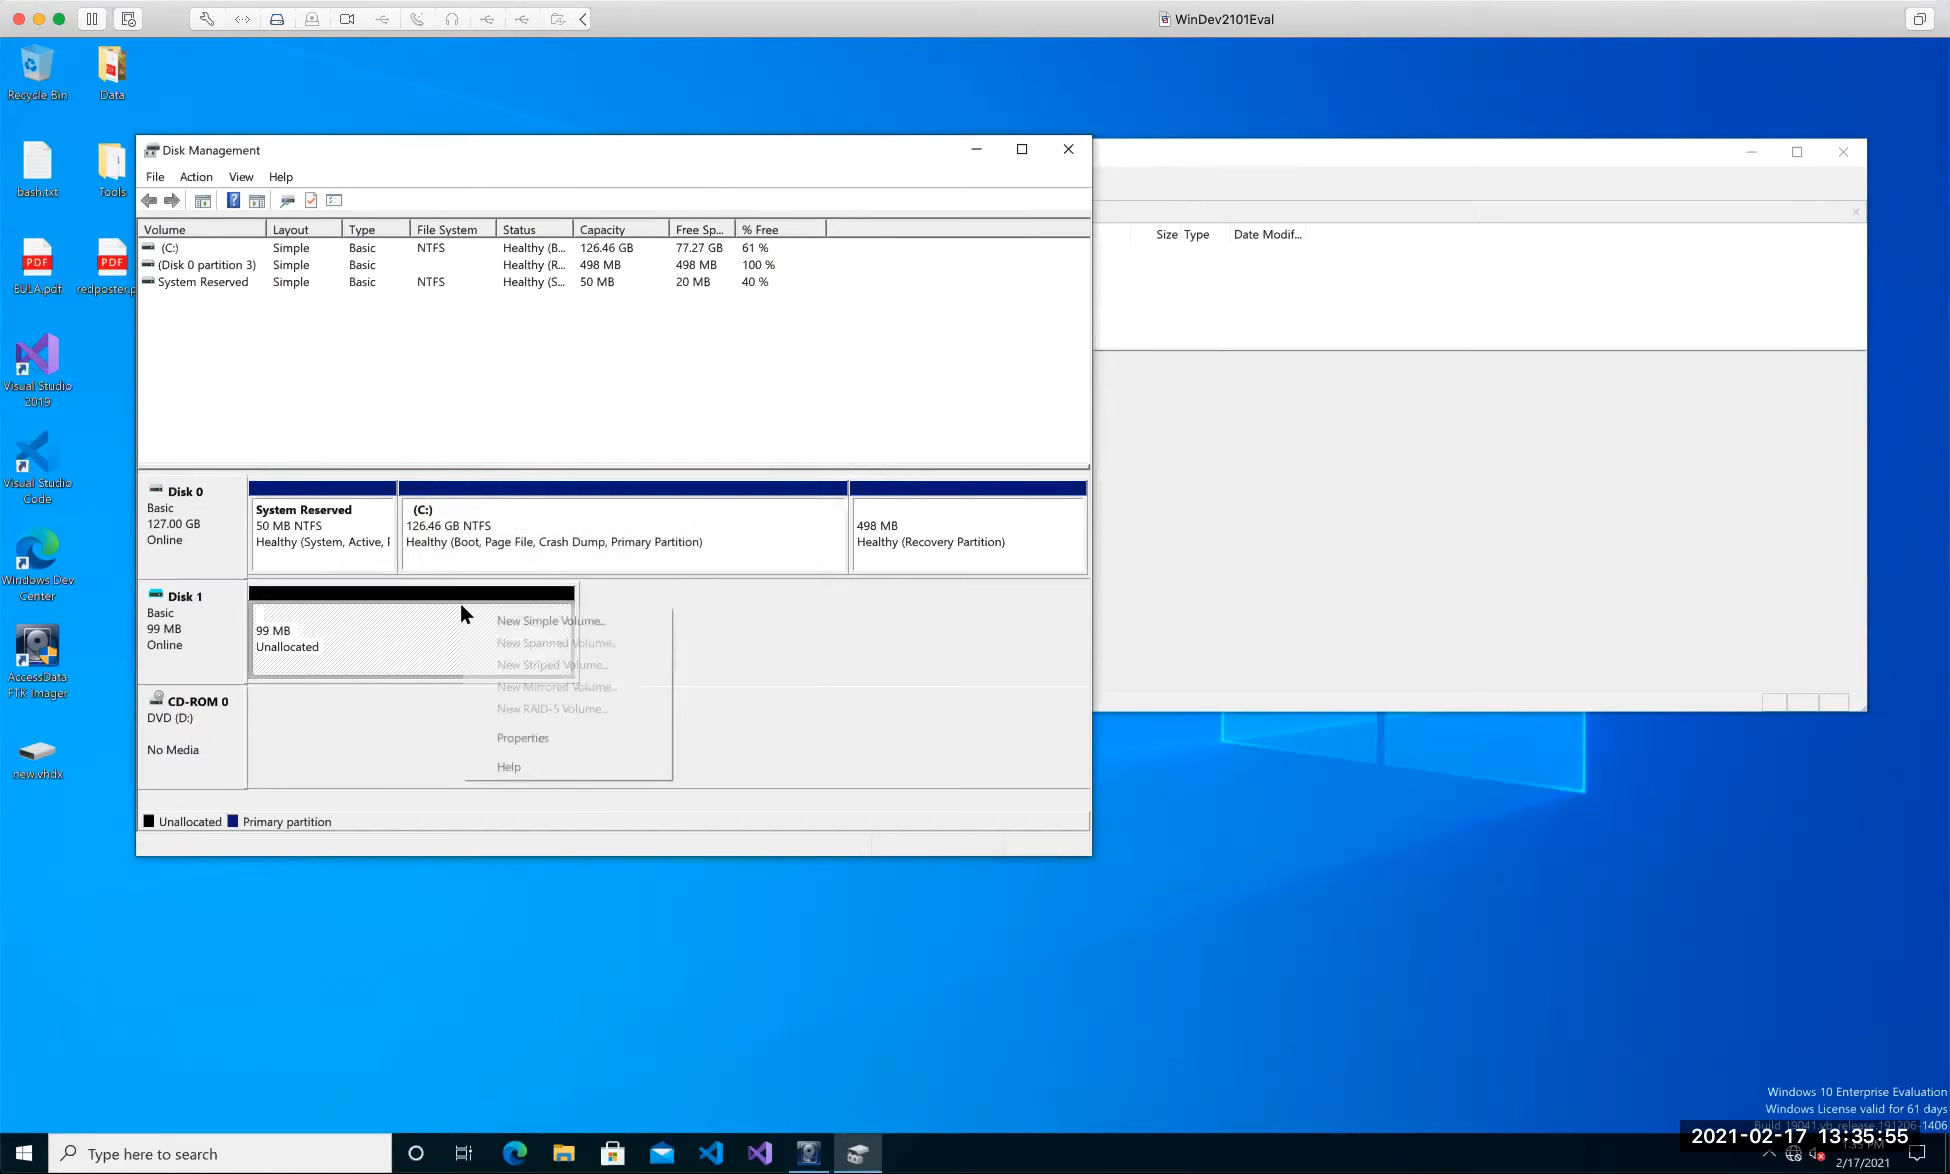 WinDev2101Eval
Recycle Bin
Data
bash.txt
Tools
EULA.pdf
redposter.p
Visual Studio
2019
Visual Studio
Code
Windows Dev
Center
AccessData
FTK Imager
new.vhdx
Disk Management
File Action View Help
Volume Layout Type File System Status Capacity Free Sp... % Free
(C:) Simple Basic NTFS Healthy (B... 126.46 GB 77.27 GB 61 %
(Disk 0 partition 3) Simple Basic Healthy (R... 498 MB 498 MB 100 %
System Reserved Simple Basic NTFS Healthy (S... 50 MB 20 MB 40 %
Disk 0
Basic
127.00 GB
Online
System Reserved
50 MB NTFS
Healthy (System, Active, P
(C:)
126.46 GB NTFS
Healthy (Boot, Page File, Crash Dump, Primary Partition)
498 MB
Healthy (Recovery Partition)
Disk 1
Basic
99 MB
Online
99 MB
Unallocated
New Simple Volume...
New Spanned Volume...
New Striped Volume...
New Mirrored Volume...
New RAID-5 Volume...
Properties
Help
CD-ROM 0
DVD (D:)
No Media
Unallocated Primary partition
Size Type Date Modif...
Windows 10 Enterprise Evaluation
Windows License valid for 61 days
Build 19041.vb_release.191206-1406
2021-02-17 13:35:55
Type here to search
2/17/2021